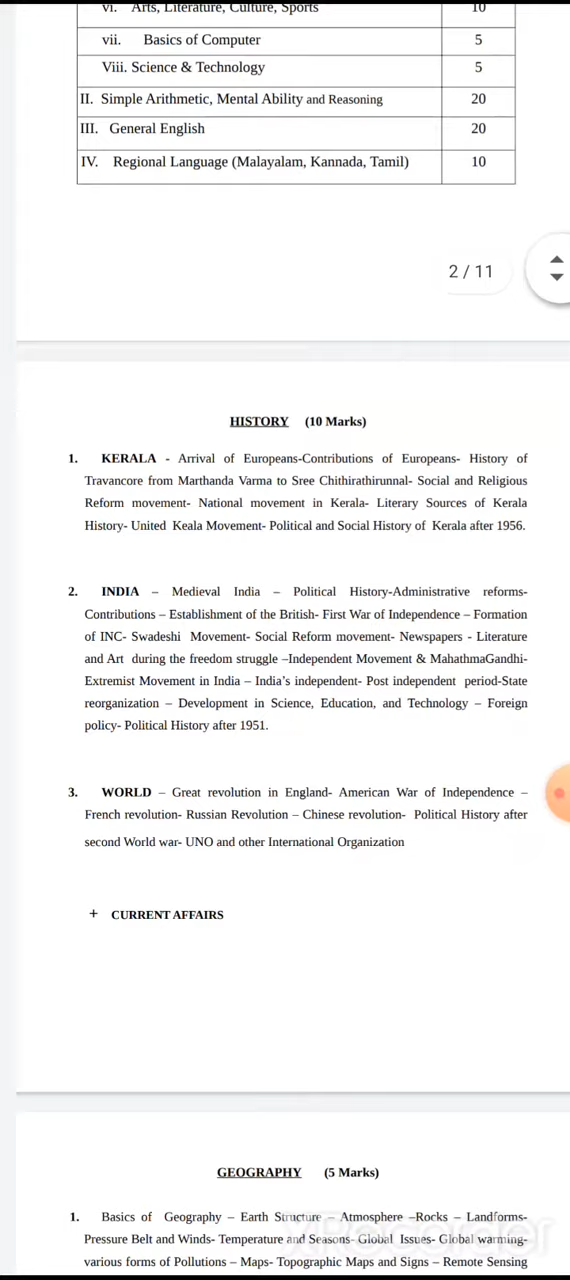 vi. Arts, Literature, Culture, Sports 10
vii. Basics of Computer 5
Viii. Science & Technology 5
II. Simple Arithmetic, Mental Ability and Reasoning 20
III. General English 20
IV. Regional Language (Malayalam, Kannada, Tamil) 10
2 / 11
HISTORY (10 Marks)
1. KERALA - Arrival of Europeans-Contributions of Europeans- History of
Travancore from Marthanda Varma to Sree Chithirathirunnal- Social and Religious
Reform movement- National movement in Kerala- Literary Sources of Kerala
History- United Keala Movement- Political and Social History of Kerala after 1956.
2. INDIA – Medieval India – Political History-Administrative reforms-
Contributions – Establishment of the British- First War of Independence – Formation
of INC- Swadeshi Movement- Social Reform movement- Newspapers - Literature
and Art during the freedom struggle –Independent Movement & MahathmaGandhi-
Extremist Movement in India – India's independent- Post independent period-State
reorganization – Development in Science, Education, and Technology – Foreign
policy- Political History after 1951.
3. WORLD – Great revolution in England- American War of Independence –
French revolution- Russian Revolution – Chinese revolution- Political History after
second World war- UNO and other International Organization
+ CURRENT AFFAIRS
GEOGRAPHY (5 Marks)
1. Basics of Geography – Earth Structure – Atmosphere –Rocks – Landforms-
Pressure Belt and Winds- Temperature and Seasons- Global Issues- Global warming-
various forms of Pollutions – Maps- Topographic Maps and Signs – Remote Sensing
XRecorder